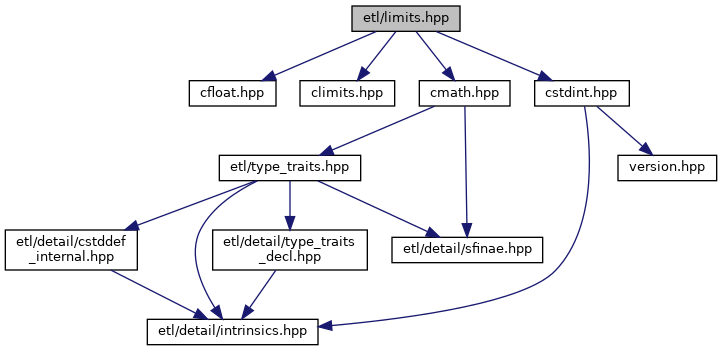 etl/limits.hpp
cfloat.hpp
climits.hpp
cmath.hpp
cstdint.hpp
etl/type_traits.hpp
version.hpp
etl/detail/cstddef
_internal.hpp
etl/detail/type_traits
_decl.hpp
etl/detail/sfinae.hpp
etl/detail/intrinsics.hpp